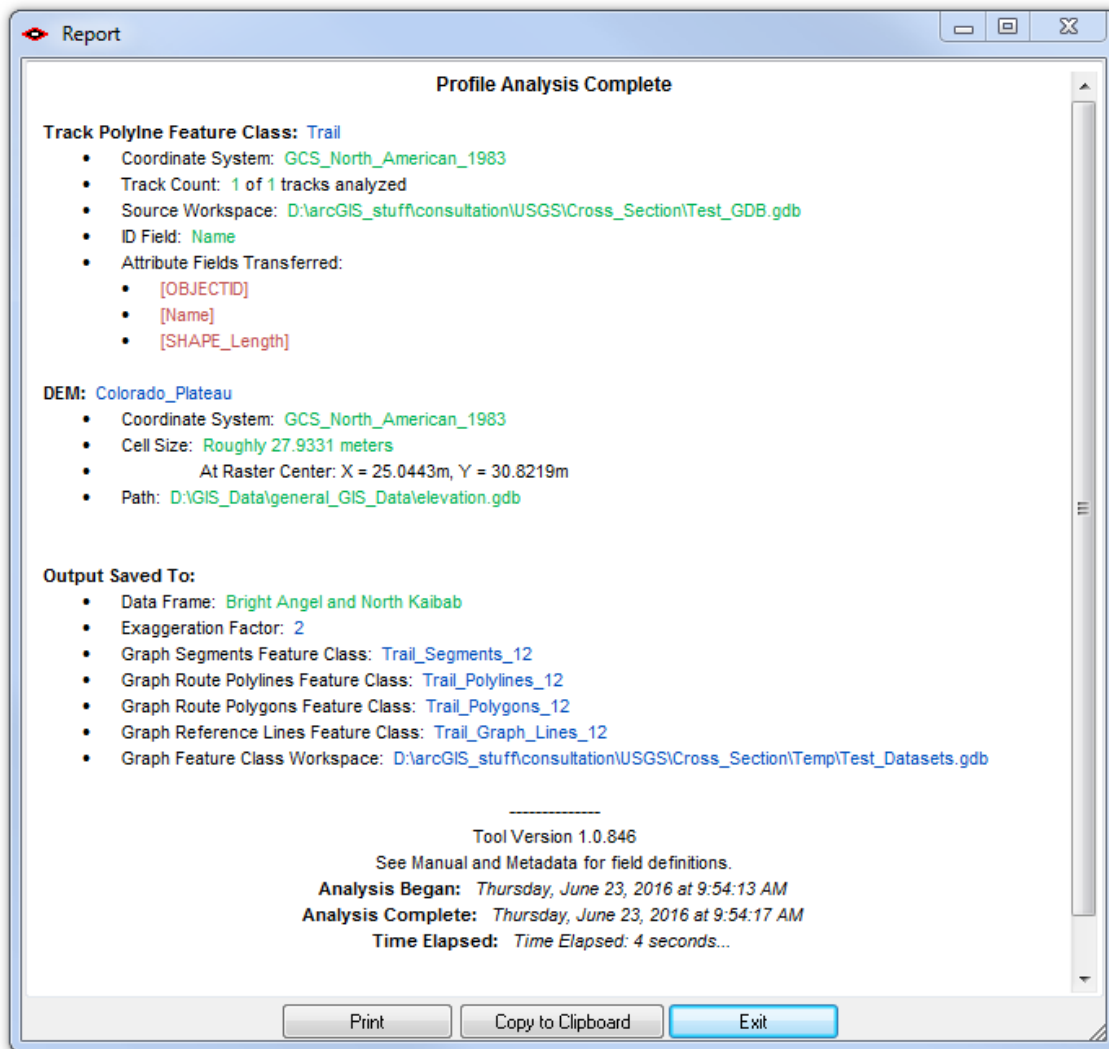 Report
Profile Analysis Complete
Track Polylne Feature Class: Trail
• Coordinate System: GCS_North_American_1983
• Track Count: 1 of 1 tracks analyzed
• Source Workspace: D:\arcGIS_stuff\consultation\USGS\Cross_Section\Test_GDB.gdb
• ID Field: Name
• Attribute Fields Transferred:
• [OBJECTID]
• [Name]
• [SHAPE_Length]
DEM: Colorado_Plateau
• Coordinate System: GCS_North_American_1983
• Cell Size: Roughly 27.9331 meters
• At Raster Center: X = 25.0443m, Y = 30.8219m
• Path: D:\GIS_Data\general_GIS_Data\elevation.gdb
Output Saved To:
• Data Frame: Bright Angel and North Kaibab
• Exaggeration Factor: 2
• Graph Segments Feature Class: Trail_Segments_12
• Graph Route Polylines Feature Class: Trail_Polylines_12
• Graph Route Polygons Feature Class: Trail_Polygons_12
• Graph Reference Lines Feature Class: Trail_Graph_Lines_12
• Graph Feature Class Workspace: D:\arcGIS_stuff\consultation\USGS\Cross_Section\Temp\Test_Datasets.gdb
--------------
Tool Version 1.0.846
See Manual and Metadata for field definitions.
Analysis Began: Thursday, June 23, 2016 at 9:54:13 AM
Analysis Complete: Thursday, June 23, 2016 at 9:54:17 AM
Time Elapsed: Time Elapsed: 4 seconds...
Print Copy to Clipboard Exit